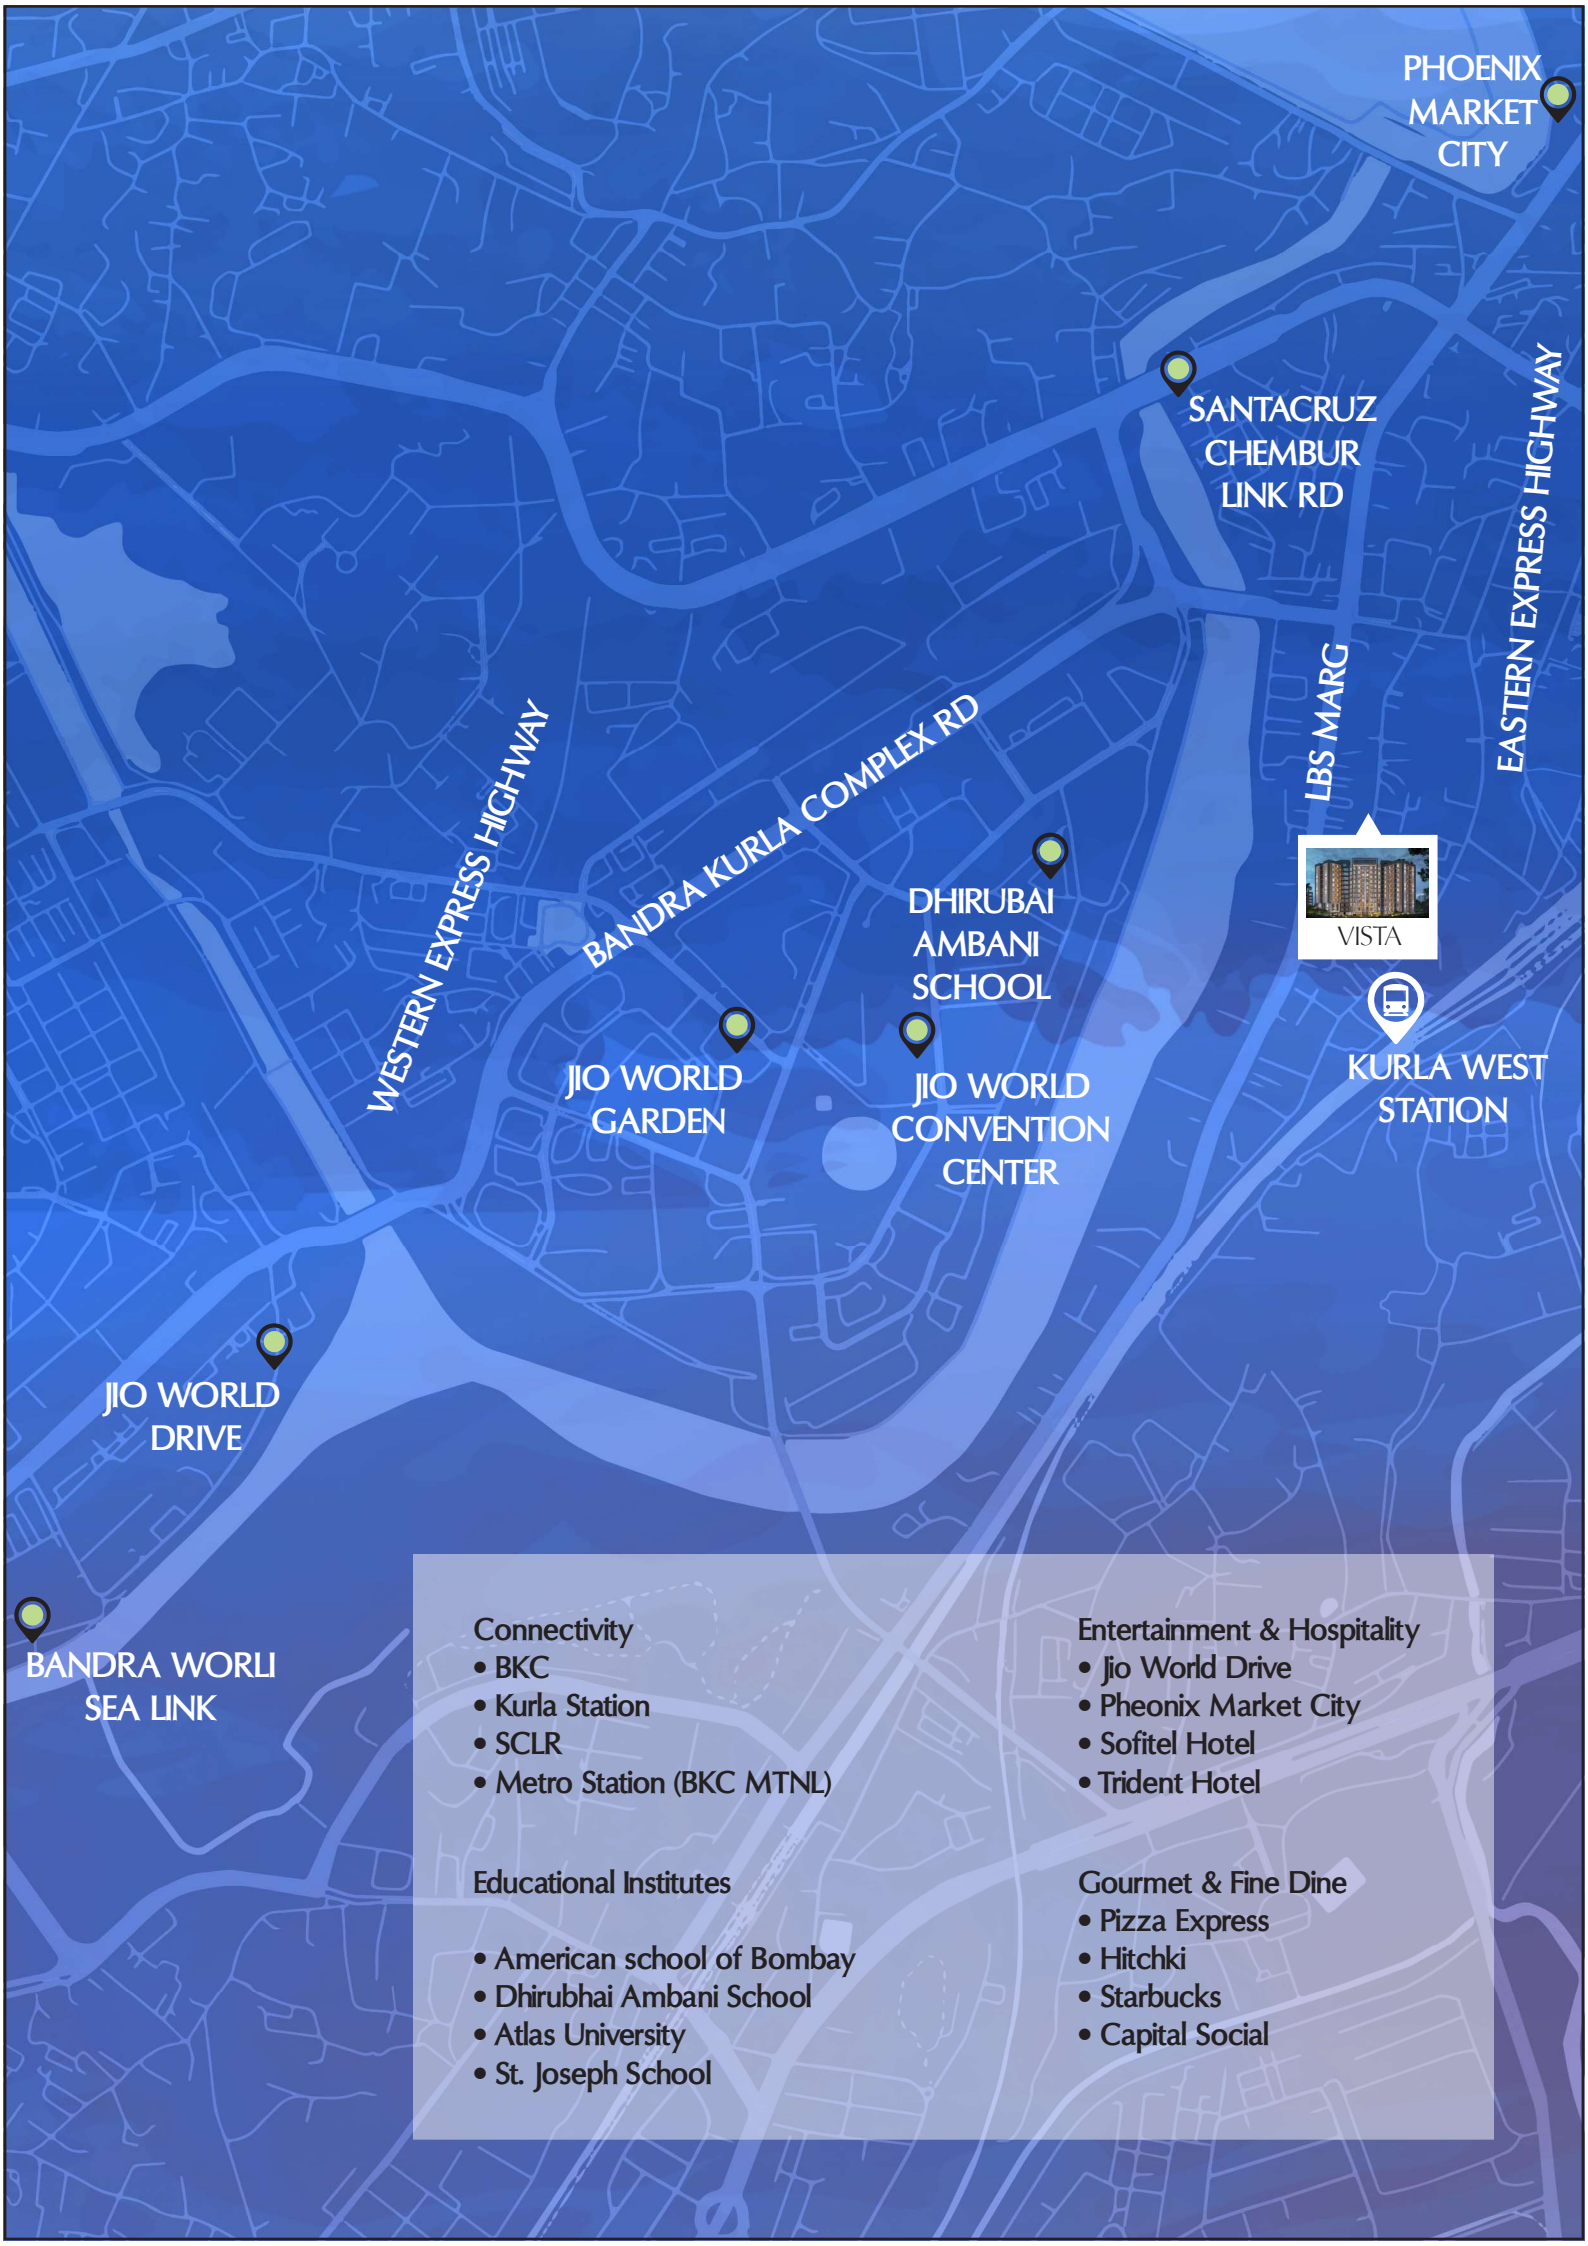 PHOENIX
MARKET
CITY
SANTACRUZ
CHEMBUR
LINK RD
EASTERN EXPRESS HIGHWAY
LBS MARG
WESTERN EXPRESS HIGHWAY
BANDRA KURLA COMPLEX RD
DHIRUBAI
AMBANI
SCHOOL
VISTA
JIO WORLD
GARDEN
JIO WORLD
CONVENTION
CENTER
KURLA WEST
STATION
JIO WORLD
DRIVE
BANDRA WORLI
SEA LINK
Connectivity
• BKC
• Kurla Station
• SCLR
• Metro Station (BKC MTNL)
Entertainment & Hospitality
• Jio World Drive
• Pheonix Market City
• Sofitel Hotel
• Trident Hotel
Educational Institutes
• American school of Bombay
• Dhirubhai Ambani School
• Atlas University
• St. Joseph School
Gourmet & Fine Dine
• Pizza Express
• Hitchki
• Starbucks
• Capital Social